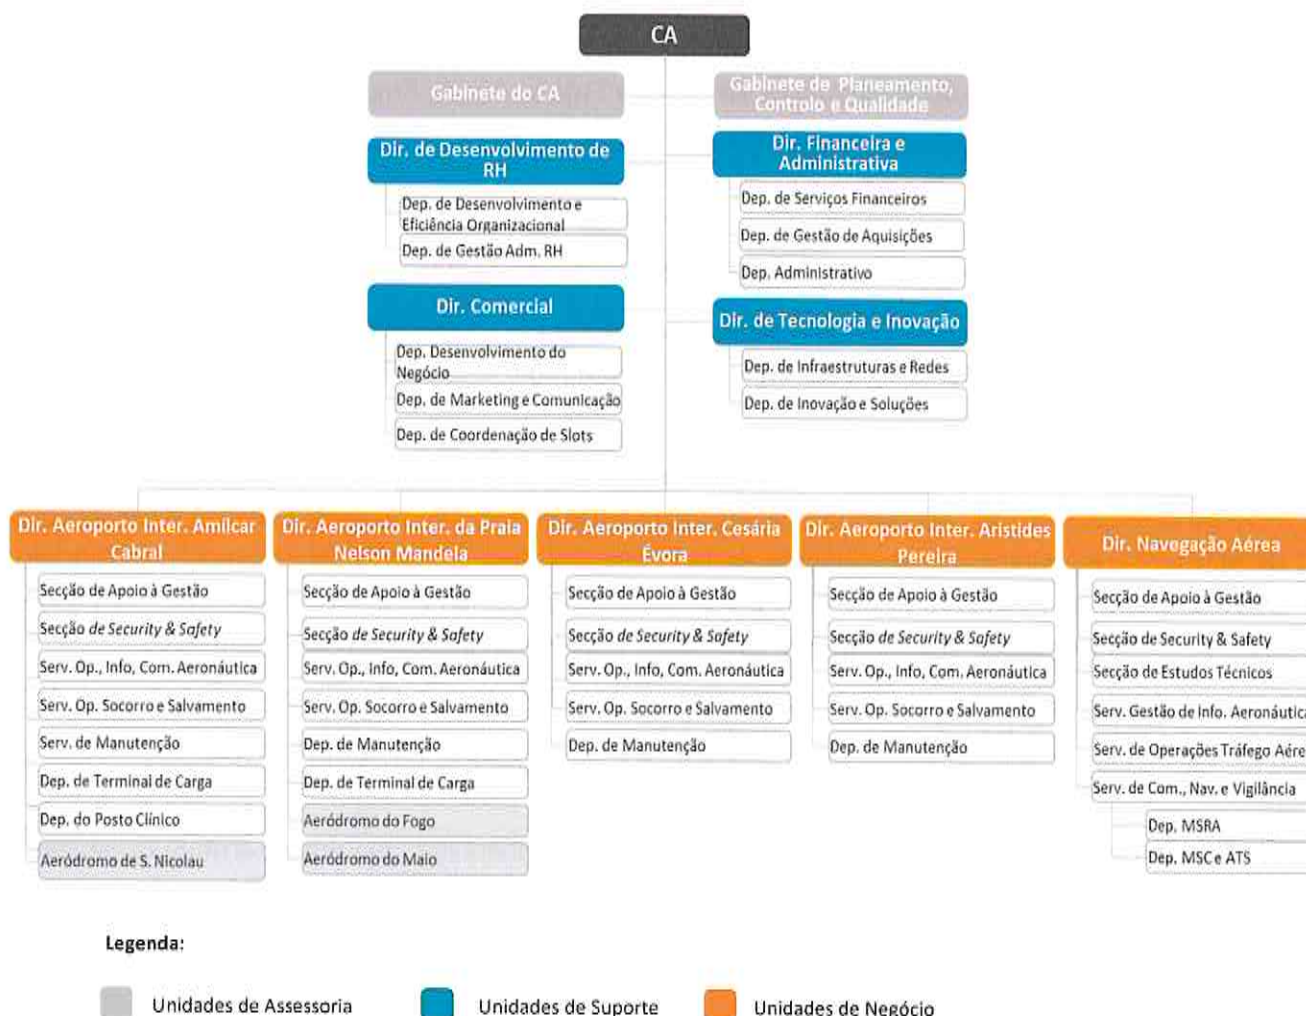 CA
Gabinete do CA
Gabinete de Planeamento,
Controlo e Qualidade
Dir. de Desenvolvimento de
RH
Dep. de Desenvolvimento e
Eficiência Organizacional
Dep. de Gestão Adm. RH
Dir. Financeira e
Administrativa
Dep. de Serviços Financeiros
Dep. de Gestão de Aquisições
Dep. Administrativo
Dir. Comercial
Dep. Desenvolvimento do
Negócio
Dep. de Marketing e Comunicação
Dep. de Coordenação de Slots
Dir. de Tecnologia e Inovação
Dep. de Infraestruturas e Redes
Dep. de Inovação e Soluções
Dir. Aeroporto Inter. Amílcar
Cabral
Secção de Apoio à Gestão
Secção de Security & Safety
Serv. Op., Info, Com. Aeronáutica
Serv. Op. Socorro e Salvamento
Serv. de Manutenção
Dep. de Terminal de Carga
Dep. do Posto Clínico
Aeródromo de S. Nicolau
Dir. Aeroporto Inter. da Praia
Nelson Mandela
Secção de Apoio à Gestão
Secção de Security & Safety
Serv. Op., Info, Com. Aeronáutica
Serv. Op. Socorro e Salvamento
Dep. de Manutenção
Dep. de Terminal de Carga
Aeródromo do Fogo
Aeródromo do Maio
Dir. Aeroporto Inter. Cesária
Évora
Secção de Apoio à Gestão
Secção de Security & Safety
Serv. Op., Info, Com. Aeronáutica
Serv. Op. Socorro e Salvamento
Dep. de Manutenção
Dir. Aeroporto Inter. Aristides
Pereira
Secção de Apoio à Gestão
Secção de Security & Safety
Serv. Op., Info, Com. Aeronáutica
Serv. Op. Socorro e Salvamento
Dep. de Manutenção
Dir. Navegação Aérea
Secção de Apoio à Gestão
Secção de Security & Safety
Secção de Estudos Técnicos
Serv. Gestão de Info. Aeronáutica
Serv. de Operações Tráfego Aére
Serv. de Com., Nav. e Vigilância
Dep. MSRA
Dep. MSC e ATS
Legenda:
Unidades de Assessoria
Unidades de Suporte
Unidades de Negócio